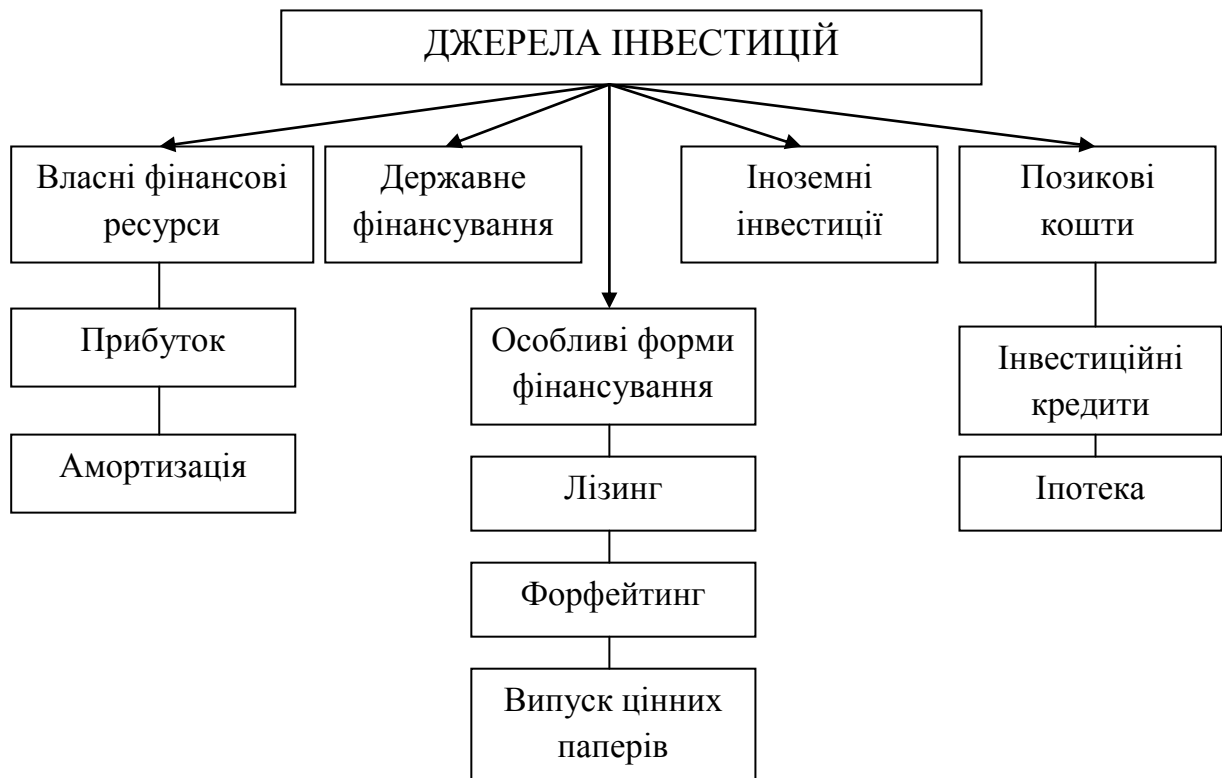 ДЖЕРЕЛА ІНВЕСТИЦІЙ
Власні фінансові
ресурси
Державне
фінансування
Іноземні
інвестиції
Позикові
кошти
Прибуток
Амортизація
Особливі форми
фінансування
Лізинг
Форфейтинг
Випуск цінних
паперів
Інвестиційні
кредити
Іпотека